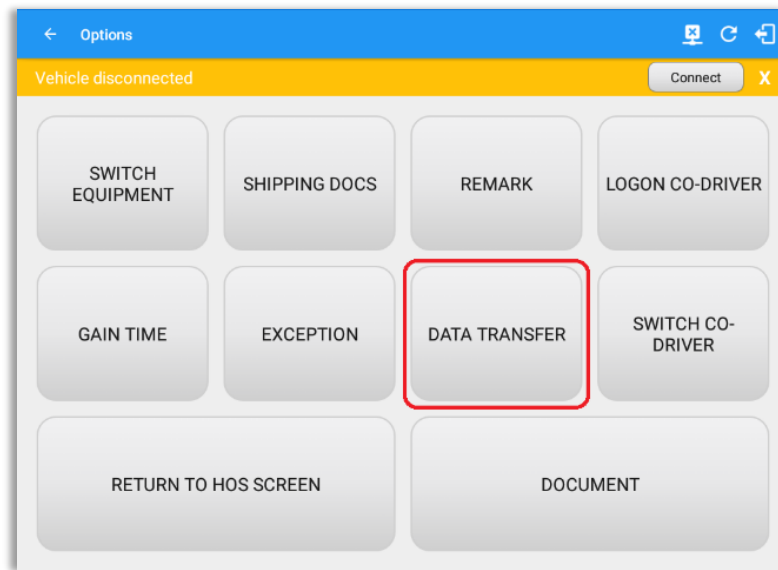 Options
Vehicle disconnected
Connect
X
SWITCH
EQUIPMENT
SHIPPING DOCS
REMARK
LOGON CO-DRIVER
GAIN TIME
EXCEPTION
DATA TRANSFER
SWITCH CO-
DRIVER
RETURN TO HOS SCREEN
DOCUMENT